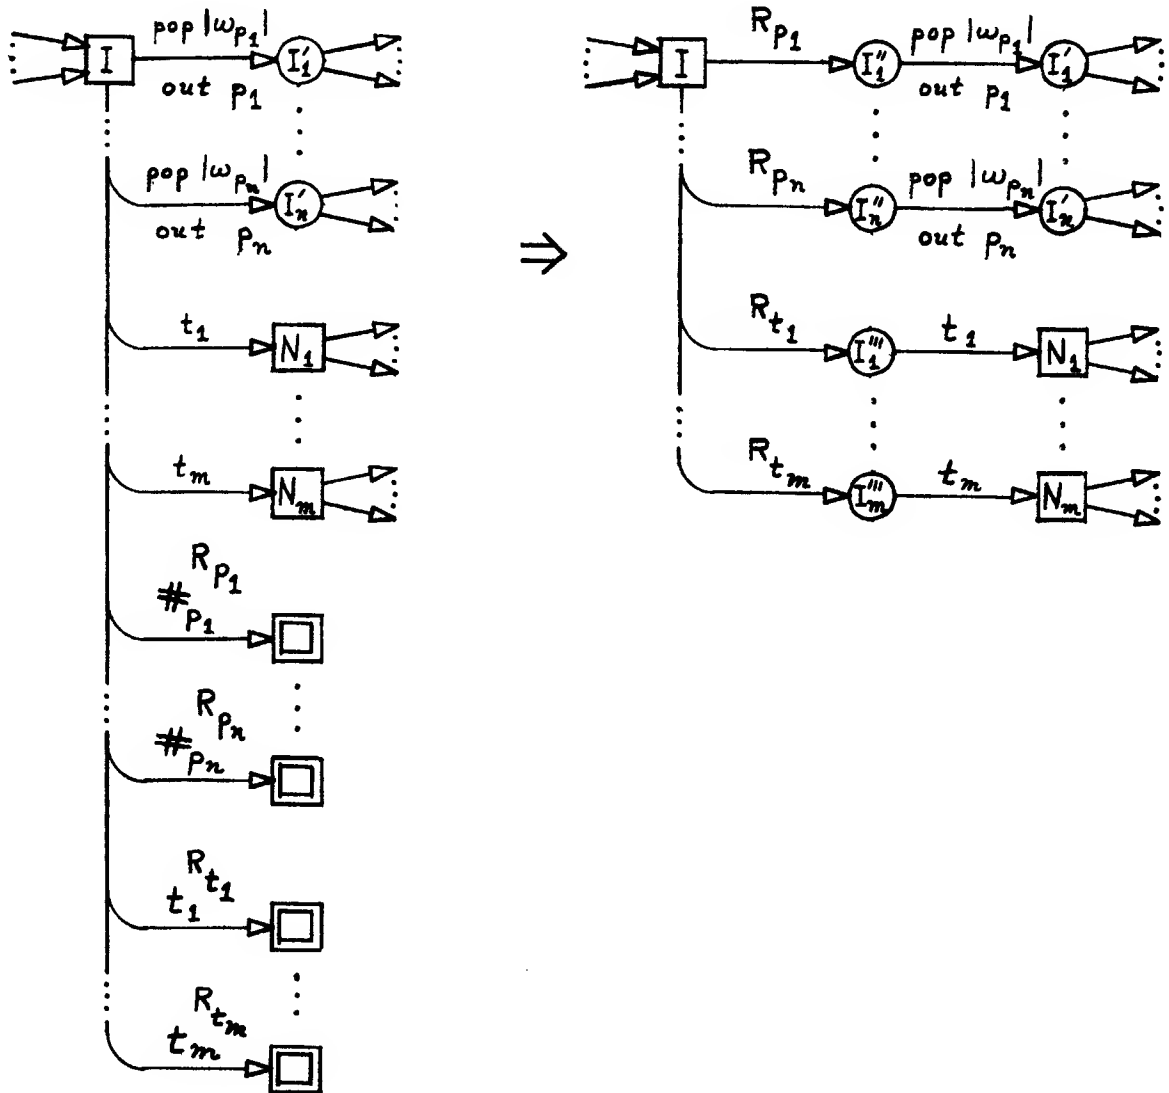 I pop |ω_{p_1}| I'_1
out p_1
pop |ω_{p_n}| I'_n
out p_n
t_1 N_1
t_m N_m
R_{p_1}
#_{p_1}
R_{p_n}
#_{p_n}
R_{t_1}
t_1
R_{t_m}
t_m
⇒
I R_{p_1} I''_1 pop |ω_{p_1}| I'_1
out p_1
R_{p_n} I''_n pop |ω_{p_n}| I'_n
out p_n
R_{t_1} I'''_1 t_1 N_1
R_{t_m} I'''_m t_m N_m